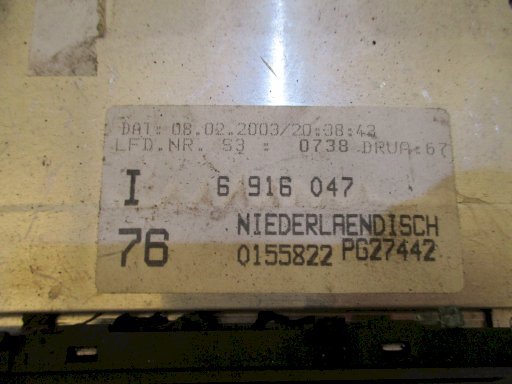 DAT: 08.02.2003/20:38:42
LFD.NR. 53 : 0738 DRUA:67
I 6 916 047
NIEDERLAENDISCH
76 0155822 PG27442